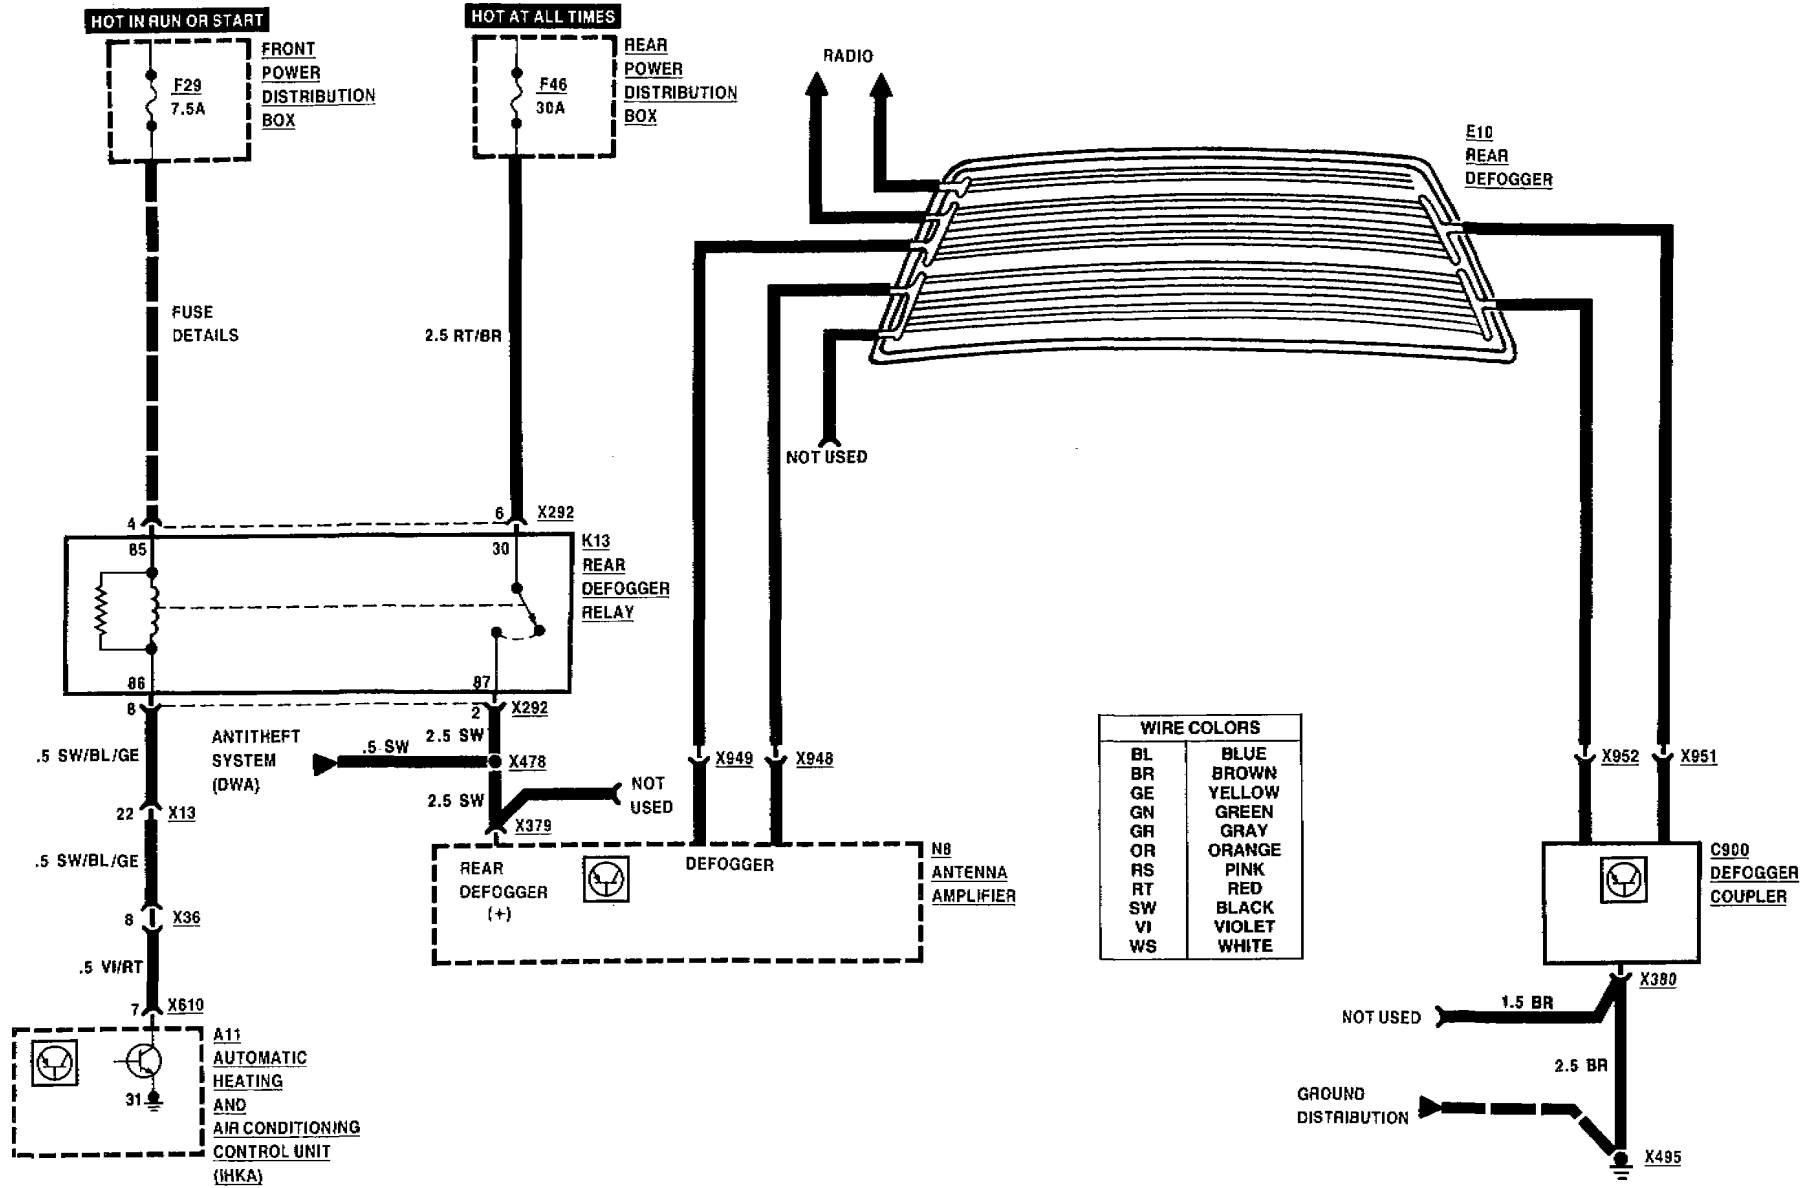 HOT IN RUN OR START
HOT AT ALL TIMES
FRONT
POWER
DISTRIBUTION
BOX
F29
7.5A
REAR
POWER
DISTRIBUTION
BOX
F46
30A
RADIO
E10
REAR
DEFOGGER
FUSE
DETAILS
2.5 RT/BR
NOT USED
4
6
X292
85
30
K13
REAR
DEFOGGER
RELAY
86
87
8
2
X292
.5 SW/BL/GE
ANTITHEFT
SYSTEM
(DWA)
.5 SW
2.5 SW
X478
2.5 SW
NOT
USED
X379
X949
X948
X952
X951
22
X13
.5 SW/BL/GE
8
X36
.5 VI/RT
7
X610
REAR
DEFOGGER
(+)
DEFOGGER
N8
ANTENNA
AMPLIFIER
WIRE COLORS
BL BLUE
BR BROWN
GE YELLOW
GN GREEN
GR GRAY
OR ORANGE
RS PINK
RT RED
SW BLACK
VI VIOLET
WS WHITE
C900
DEFOGGER
COUPLER
X380
1.5 BR
NOT USED
2.5 BR
GROUND
DISTRIBUTION
X495
31
A11
AUTOMATIC
HEATING
AND
AIR CONDITIONING
CONTROL UNIT
(IHKA)